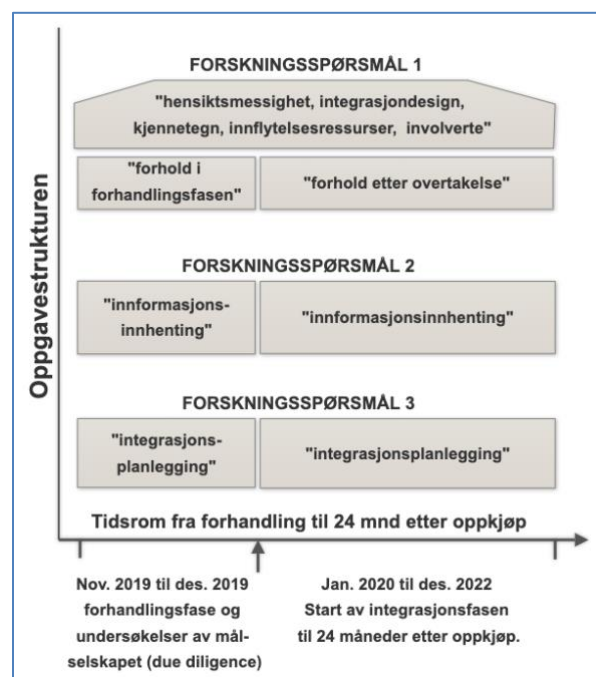 FORSKNINGSSPØRSMÅL 1
"hensiktsmessighet, integrasjondesign,
kjennetegn, innflytelsesressurser, involverte"
"forhold i
forhandlingsfasen"
"forhold etter overtakelse"
FORSKNINGSSPØRSMÅL 2
"innformasjons-
innhenting"
"innformasjonsinnhenting"
FORSKNINGSSPØRSMÅL 3
"integrasjons-
planlegging"
"integrasjonsplanlegging"
Oppgavestrukturen
Tidsrom fra forhandling til 24 mnd etter oppkjøp
Nov. 2019 til des. 2019
forhandlingsfase og
undersøkelser av mål-
selskapet (due diligence)
Jan. 2020 til des. 2022
Start av integrasjonsfasen
til 24 måneder etter oppkjøp.